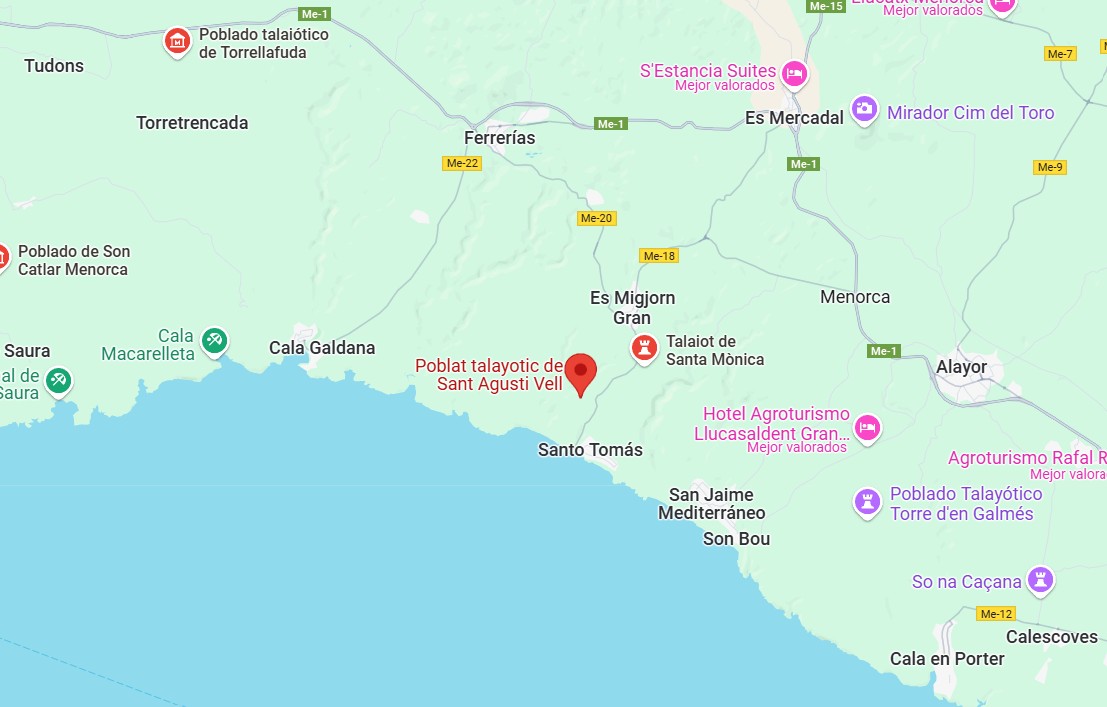 Me-1
Me-15
Mejor valorados
Poblado talaiótico
de Torrellafuda
Tudons
Me-7
S'Estancia Suites
Mejor valorados
Torretrencada
Ferrerías
Me-1
Es Mercadal
Mirador Cim del Toro
Me-22
Me-1
Me-9
Me-20
Poblado de Son
Catlar Menorca
Me-18
Es Migjorn
Gran
Menorca
Cala
Macarelleta
Saura
Cala Galdana
Talaiot de
Santa Mònica
Me-1
Alayor
Poblat talayotic de
Sant Agusti Vell
al de
Saura
Hotel Agroturismo
Llucasaldent Gran...
Mejor valorados
Santo Tomás
Agroturismo Rafal R
Mejor valora
San Jaime
Mediterráneo
Poblado Talayótico
Torre d'en Galmés
Son Bou
So na Caçana
Me-12
Calescoves
Cala en Porter